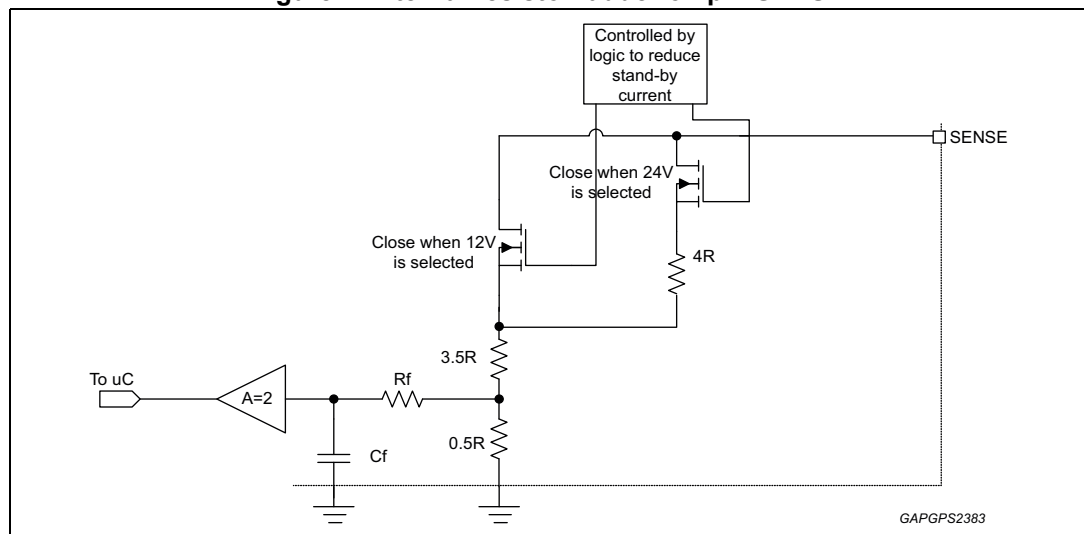 Controlled by
logic to reduce
stand-by
current
SENSE
Close when 24V
is selected
Close when 12V
is selected
4R
3.5R
To uC
A=2
Rf
0.5R
Cf
GAPGPS2383